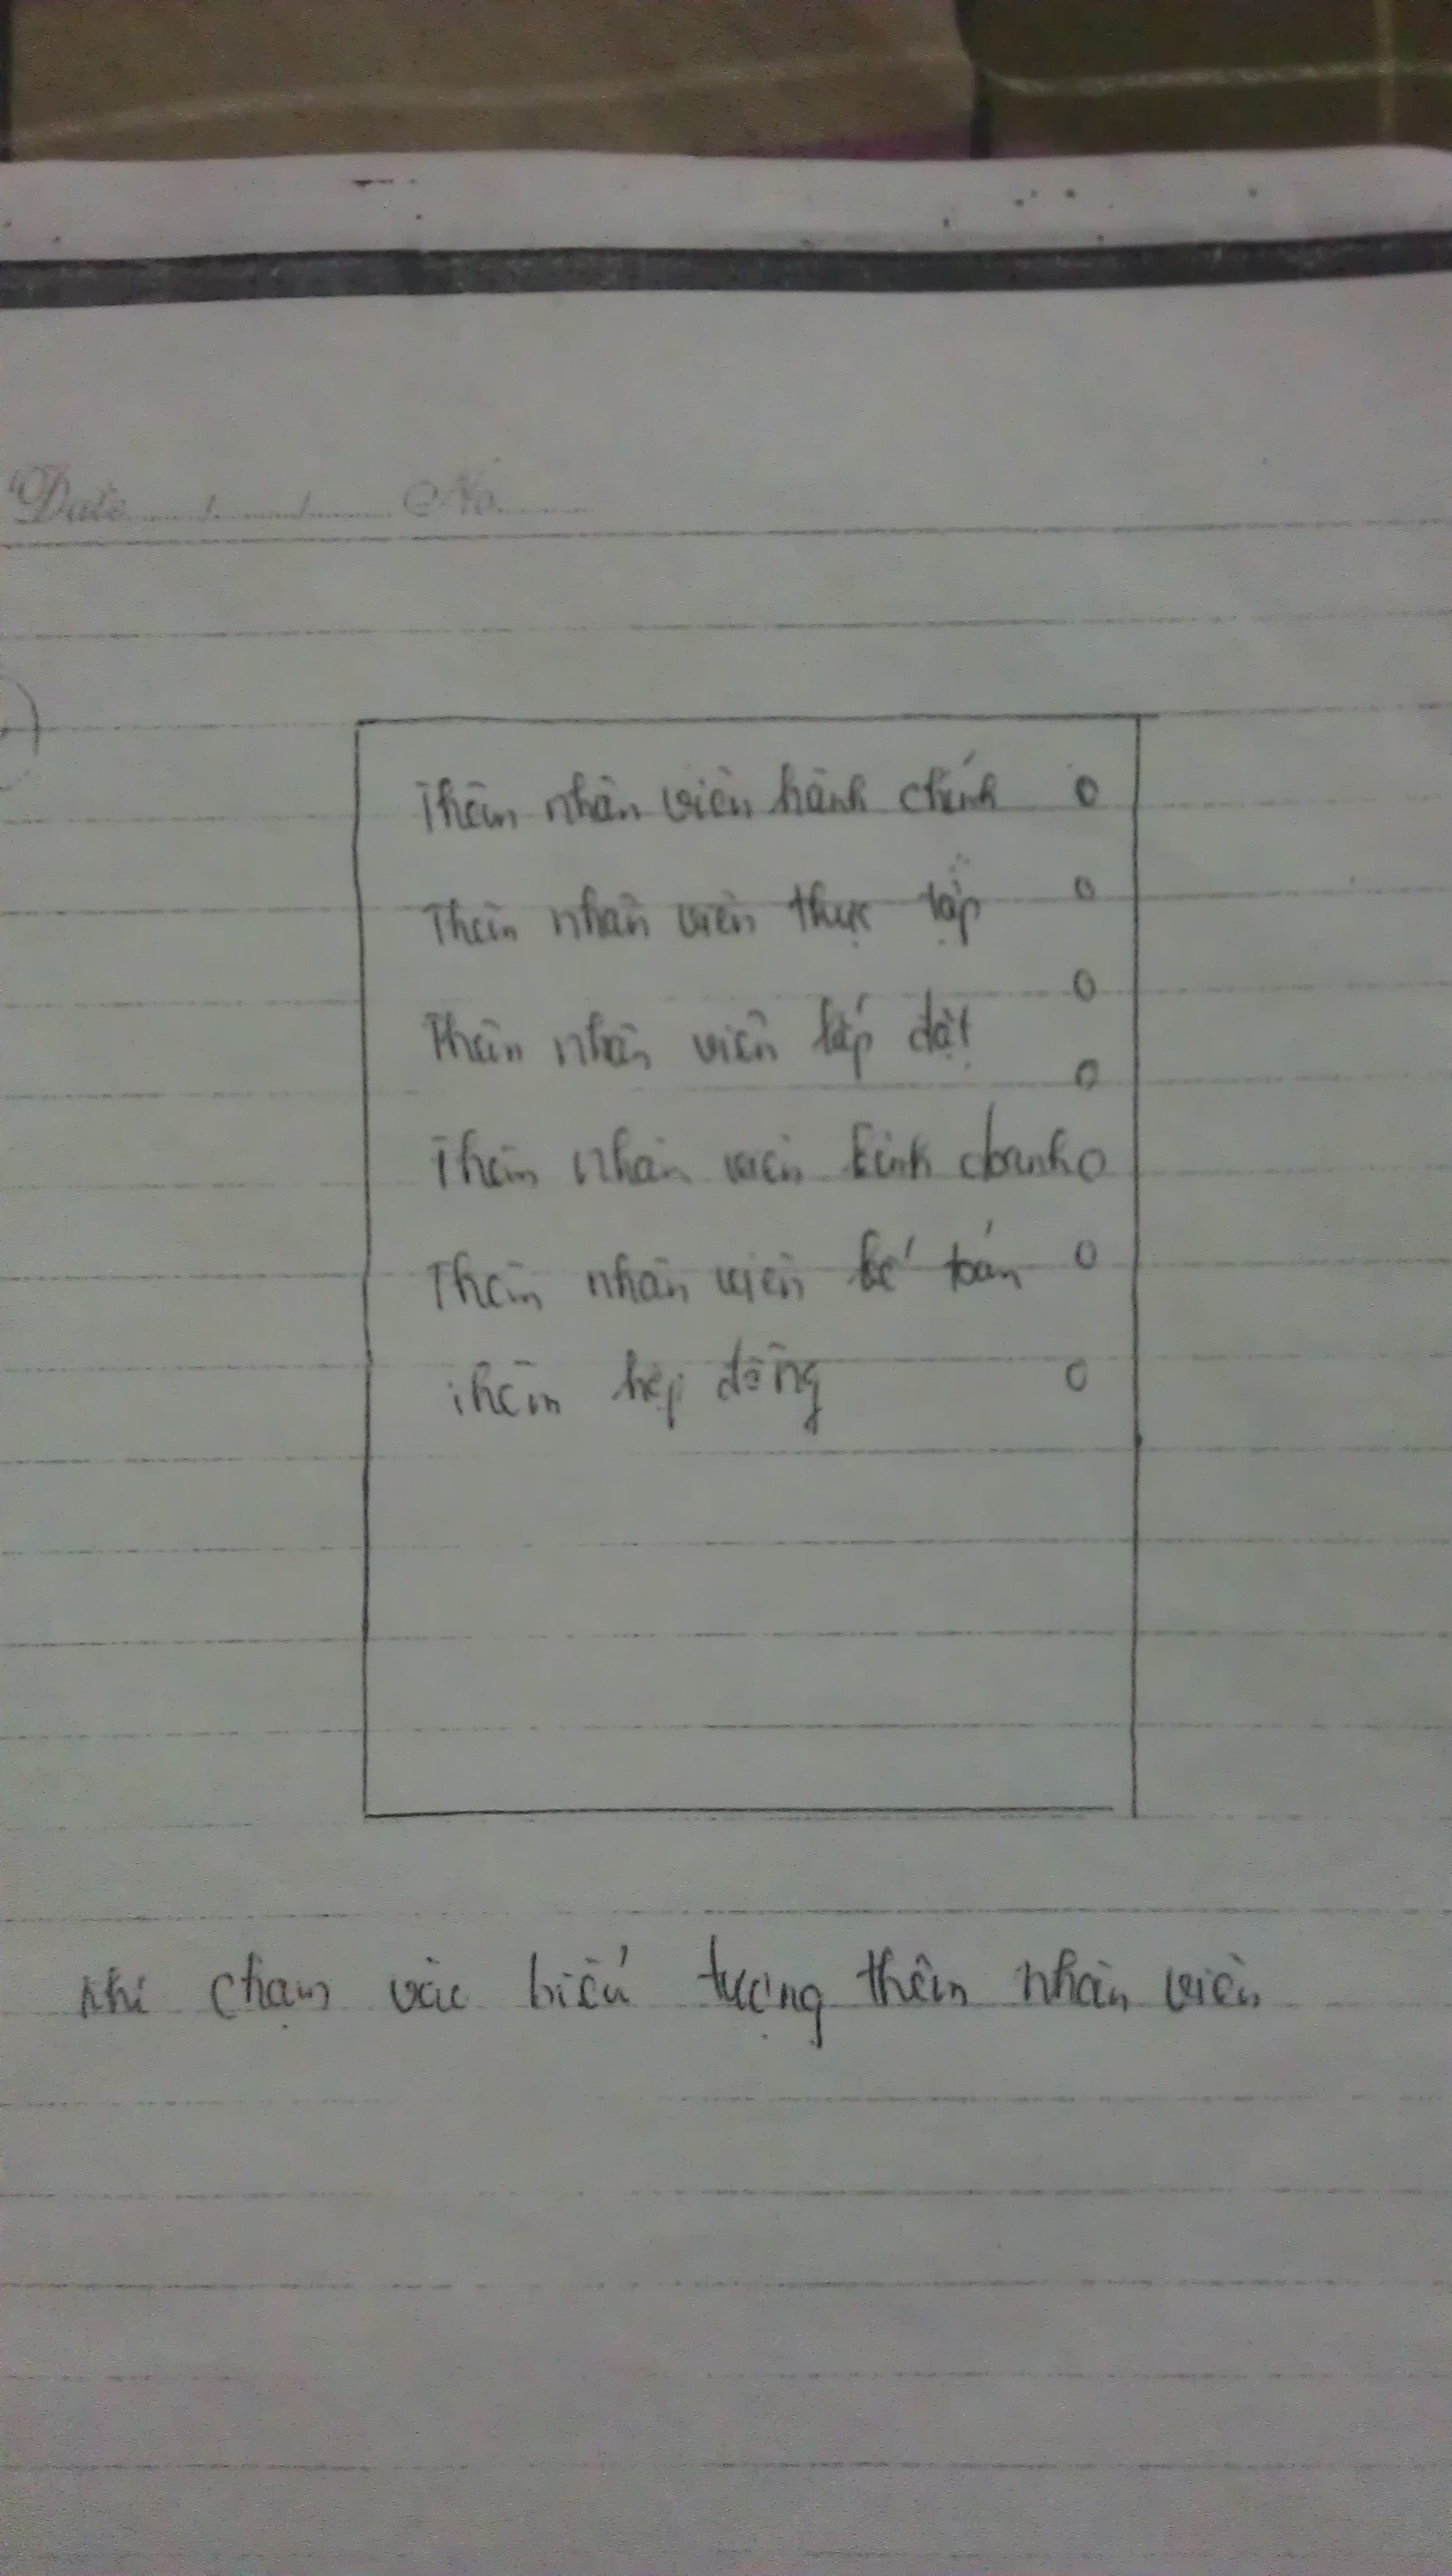 Date ....../....../...... No. ......
Thêm nhân viên hành chính o
Thêm nhân viên thực tập o
o
Thêm nhân viên lắp đặt
o
Thêm nhân viên kinh doanh o
Thêm nhân viên kế toán o
Thêm hợp đồng o
khi chạm vào biểu tượng thêm nhân viên